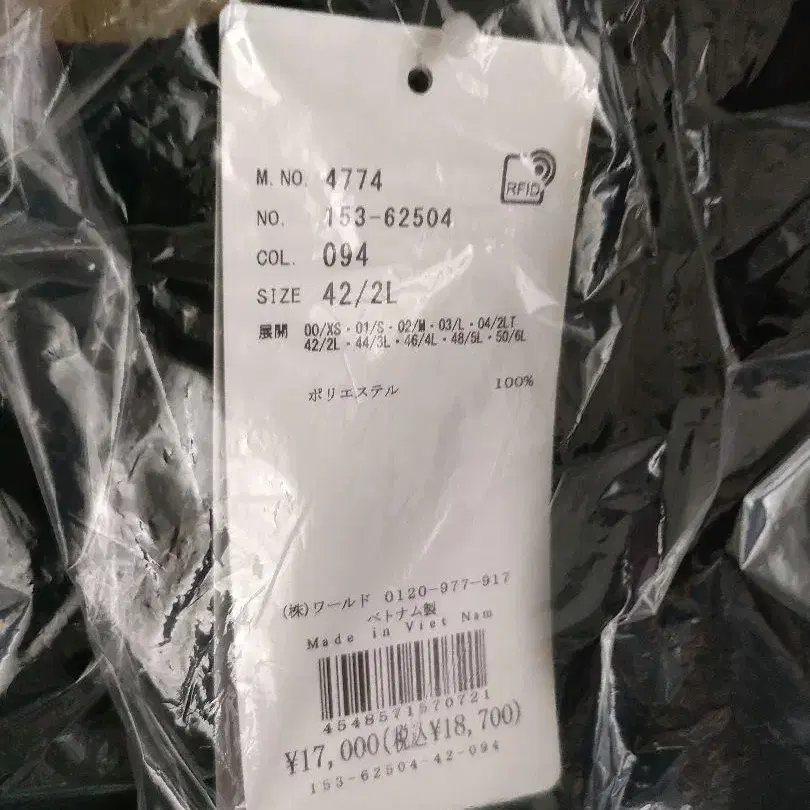 RFID
M.NO. 4774
NO. 153-62504
COL. 094
SIZE 42/2L
展開 00/XS・01/S・02/M・03/L・04/2LT
42/2L・44/3L・46/4L・48/5L・50/6L
ポリエステル 100%
(株)ワールド 0120-977-917
ベトナム製
Made in Viet Nam
4548571570721
¥17,000(税込¥18,700)
153-62504-42-094